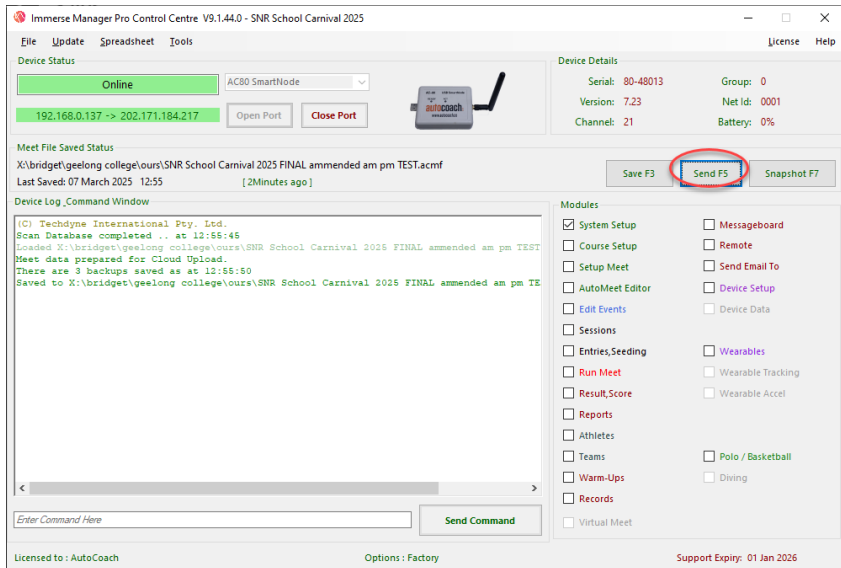 Immerse Manager Pro Control Centre V9.1.44.0 - SNR School Carnival 2025
File Update Spreadsheet Tools License Help
Device Status
Online
AC80 SmartNode
192.168.0.137 -> 202.171.184.217
Open Port
Close Port
autocoach
Device Details
Serial: 80-48013 Group: 0
Version: 7.23 Net Id: 0001
Channel: 21 Battery: 0%
Meet File Saved Status
X:\bridget\geelong college\ours\SNR School Carnival 2025 FINAL ammended am pm TEST.acmf
Last Saved: 07 March 2025 12:55 [ 2Minutes ago ]
Save F3
Send F5
Snapshot F7
Device Log _Command Window
(C) Techdyne International Pty. Ltd.
Scan Database completed .. at 12:55:45
Loaded X:\bridget\geelong college\ours\SNR School Carnival 2025 FINAL ammended am pm TEST
Meet data prepared for Cloud Upload.
There are 3 backups saved as at 12:55:50
Saved to X:\bridget\geelong college\ours\SNR School Carnival 2025 FINAL ammended am pm TE
Enter Command Here
Send Command
Modules
System Setup Messageboard
Course Setup Remote
Setup Meet Send Email To
AutoMeet Editor Device Setup
Edit Events Device Data
Sessions
Entries,Seeding Wearables
Run Meet Wearable Tracking
Result,Score Wearable Accel
Reports
Athletes
Teams Polo / Basketball
Warm-Ups Diving
Records
Virtual Meet
Licensed to : AutoCoach Options : Factory Support Expiry: 01 Jan 2026